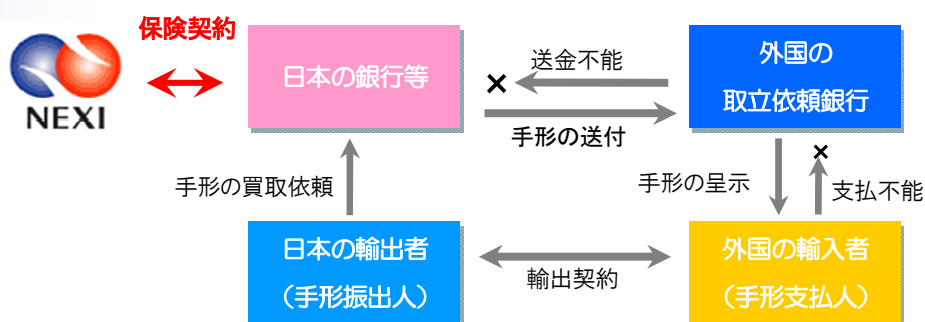 保険契約
NEXI
日本の銀行等
×
送金不能
手形の送付
外国の
取立依頼銀行
手形の買取依頼
手形の呈示
×
支払不能
日本の輸出者
（手形振出人）
輸出契約
外国の輸入者
（手形支払人）